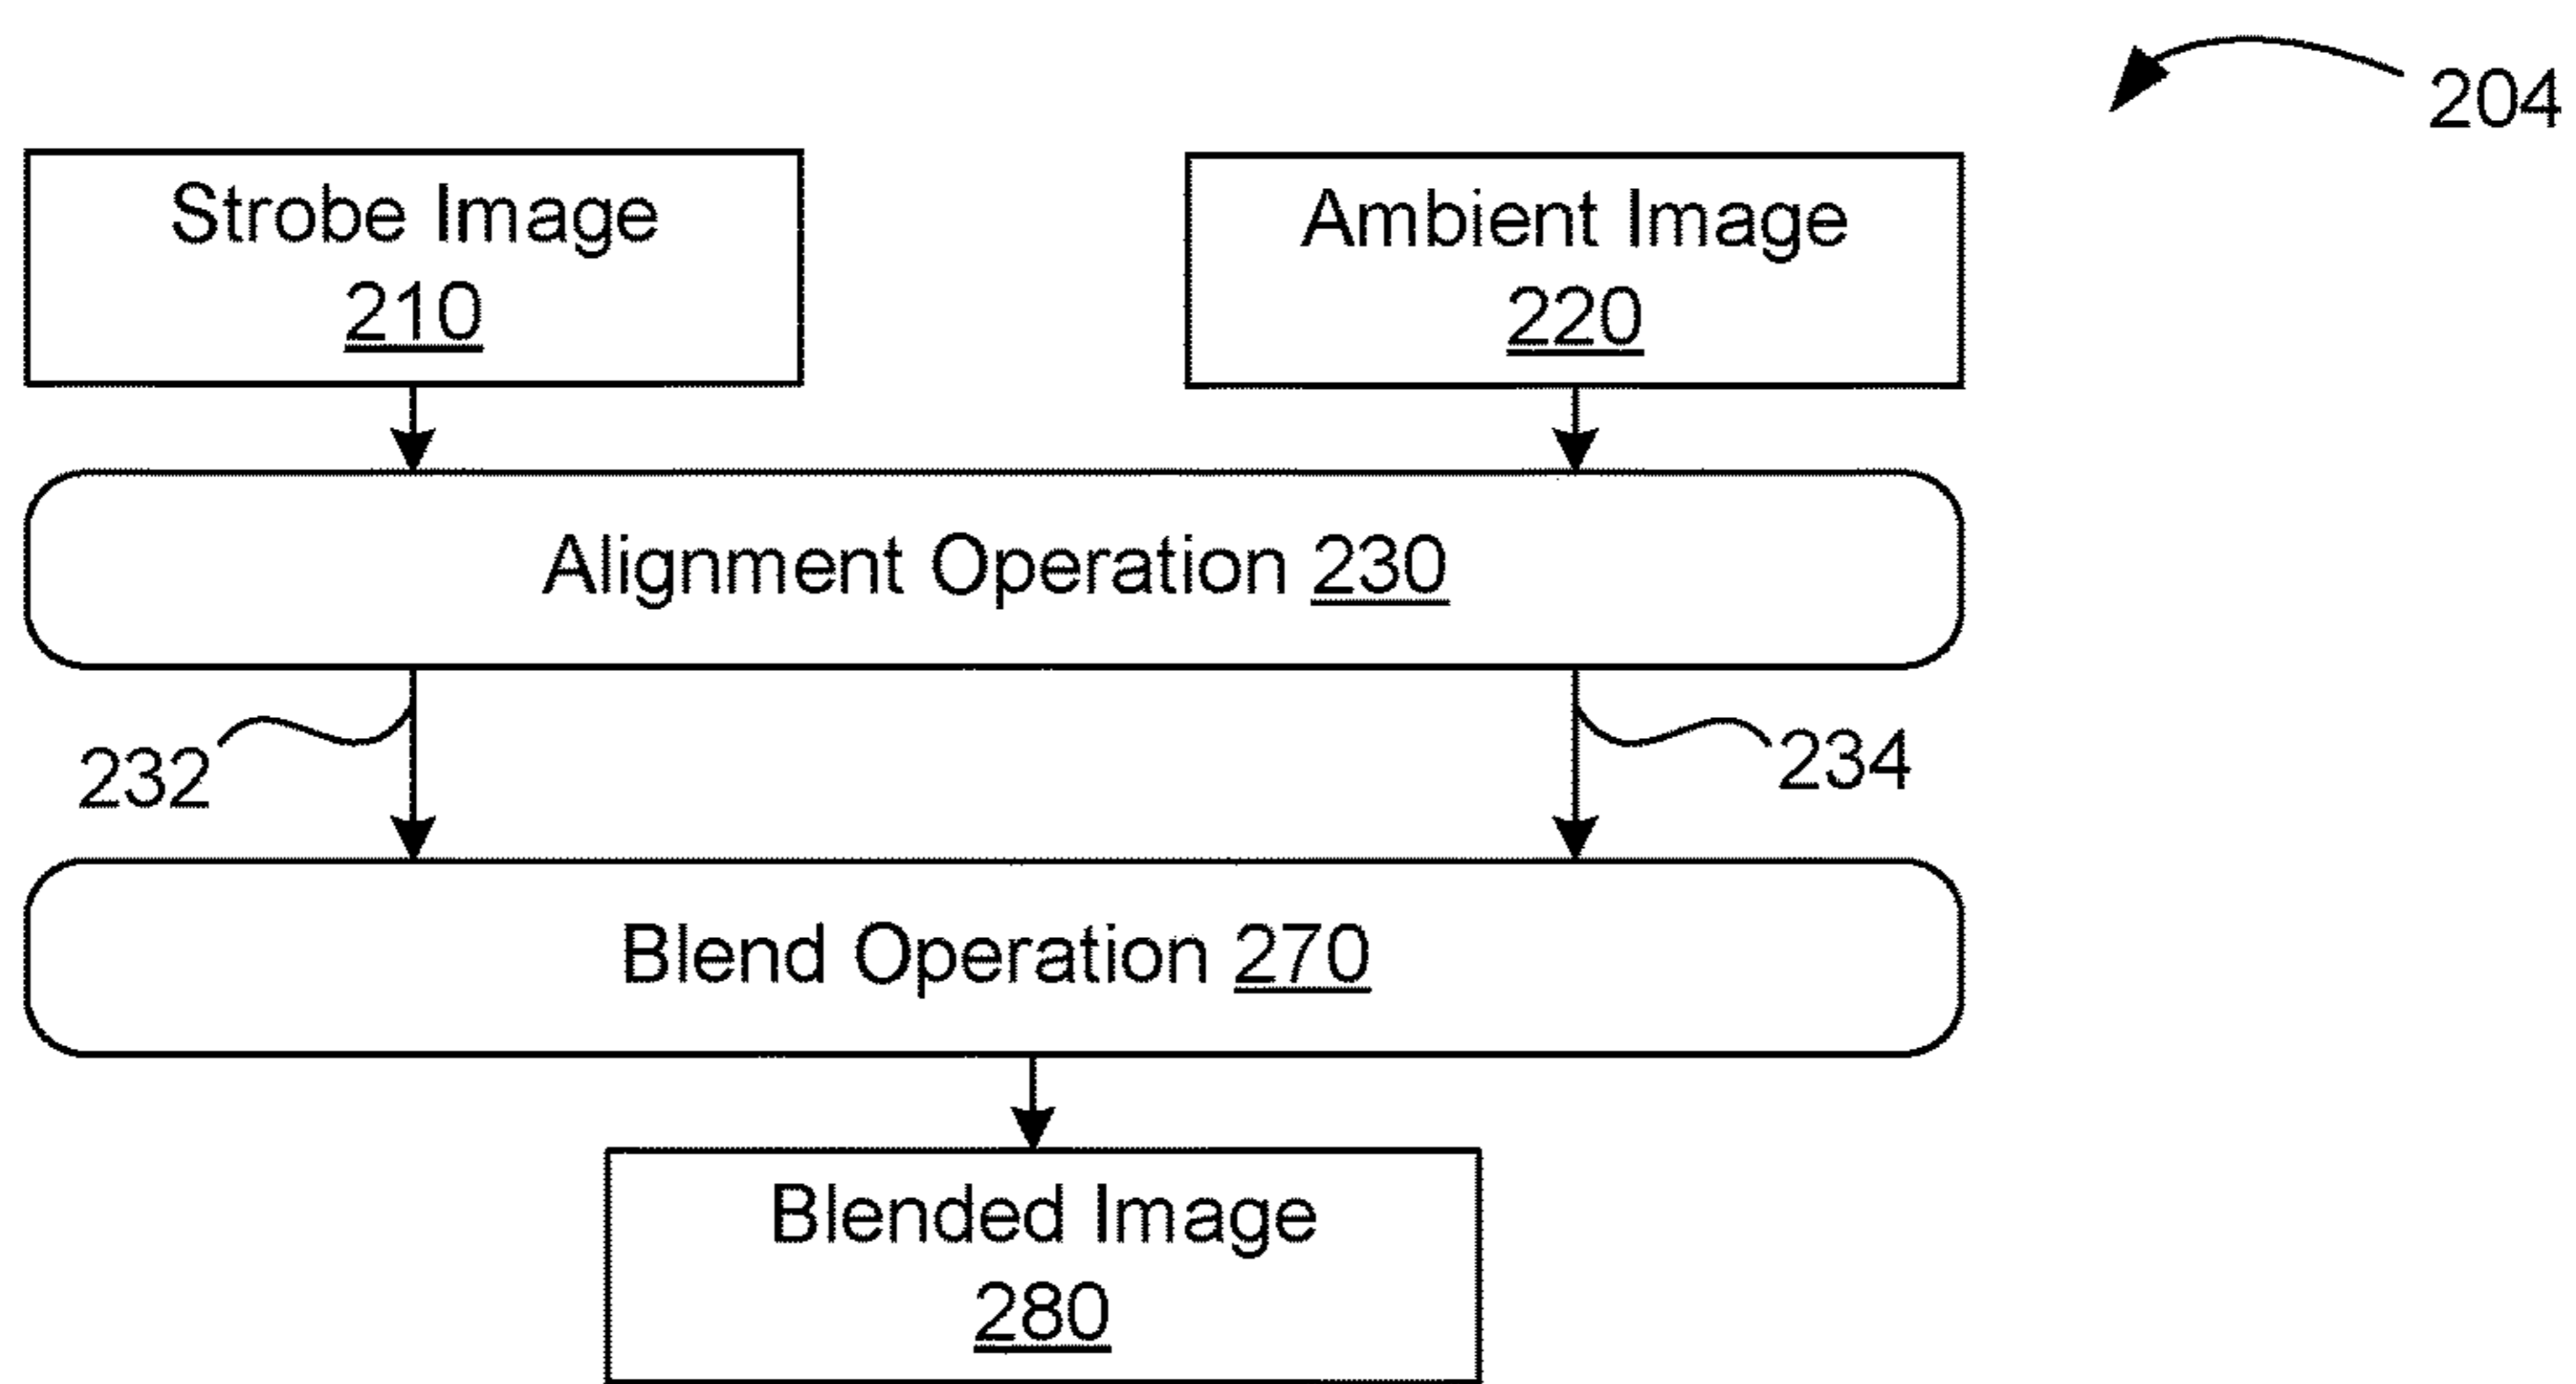 204
Strobe Image
210
Ambient Image
220
Alignment Operation 230
232
234
Blend Operation 270
Blended Image
280